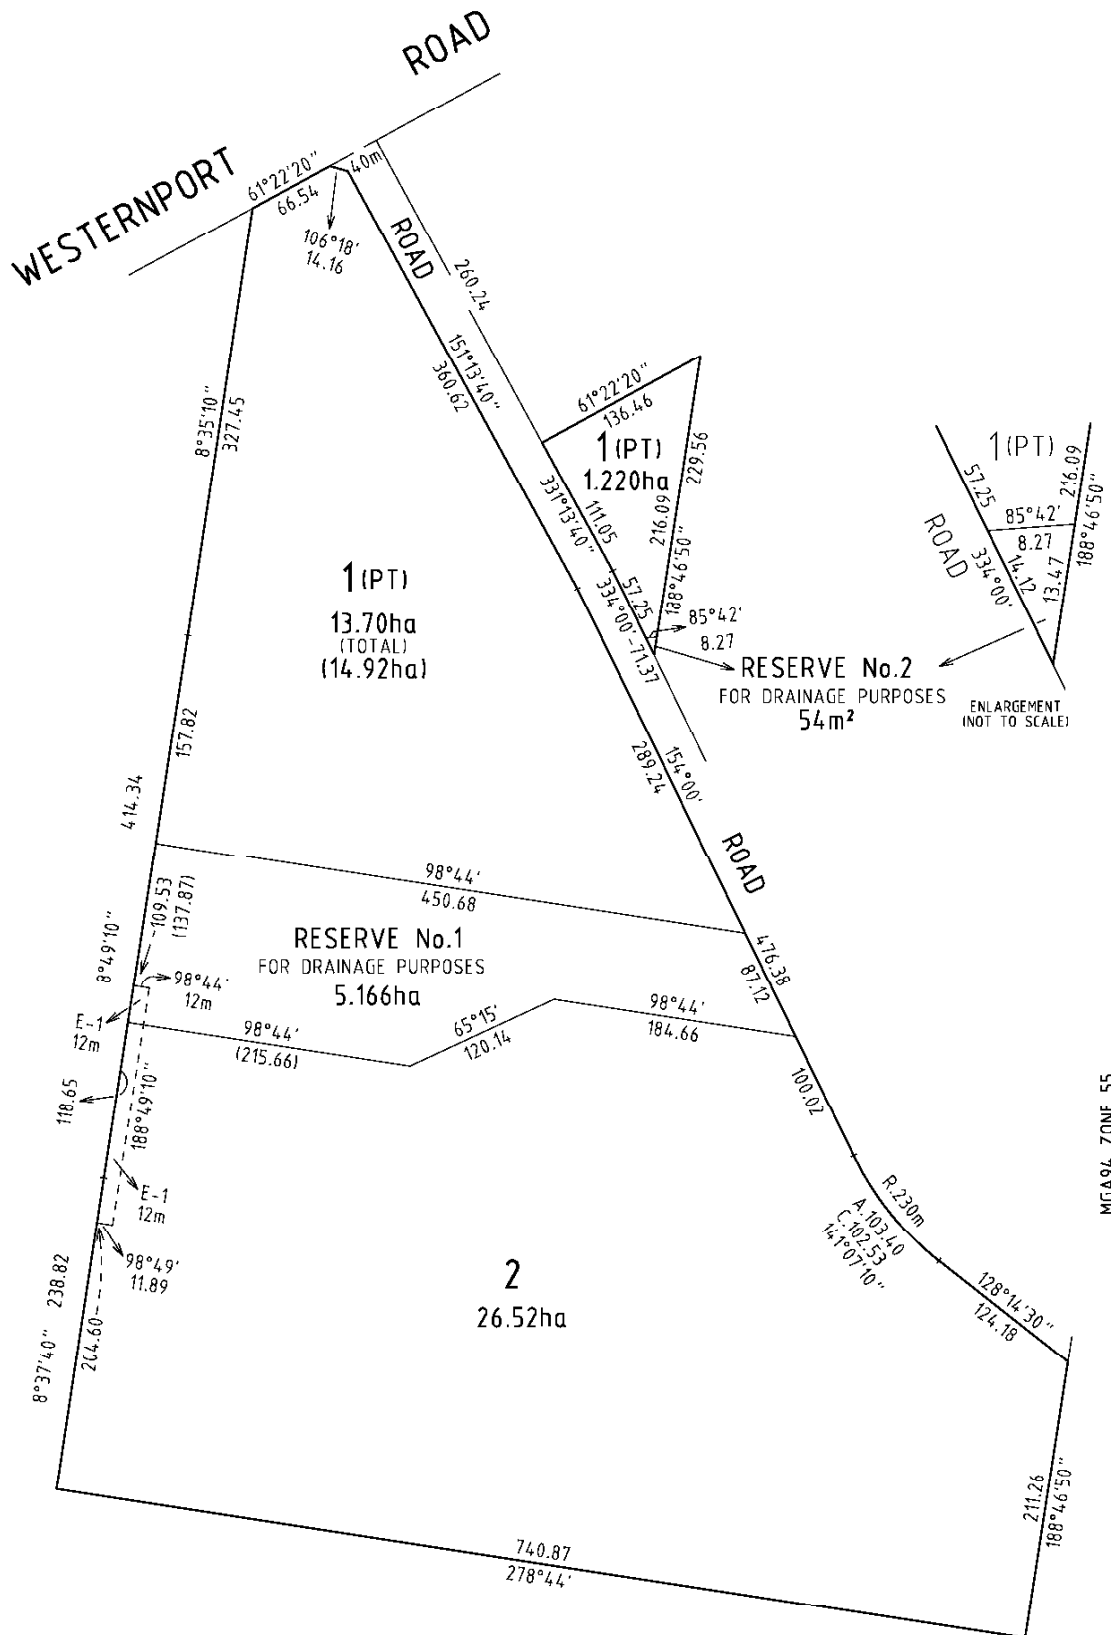 WESTERNPORT ROAD
61°22'20"
66.54
40m
106°18'
14.16
ROAD
260.24
151°13'40"
360.62
8°35'10"
327.45
61°22'20"
136.46
1(PT)
1.220ha
229.56
216.09
188°46'50"
331°13'40"
111.05
57.25
334°00'
71.37
85°42'
8.27
1(PT)
57.25
216.09
188°46'50"
85°42'
8.27
ROAD
334°00'
14.12
13.47
RESERVE No.2
FOR DRAINAGE PURPOSES
54m²
ENLARGEMENT
(NOT TO SCALE)
1(PT)
13.70ha
(TOTAL)
(14.92ha)
157.82
414.34
154°00'
289.24
ROAD
98°44'
450.68
109.53
(137.87)
8°49'10"
RESERVE No.1
FOR DRAINAGE PURPOSES
5.166ha
476.38
87.12
98°44'
12m
E-1
12m
98°44'
(215.66)
65°15'
120.14
98°44'
184.66
118.65
188°49'10"
100.02
E-1
12m
98°49'
11.89
R.230m
A.103.40
C.102.53
141°07'10"
128°14'30"
124.18
MGA94 ZONE 55
2
26.52ha
238.82
8°37'40"
204.60
211.26
188°46'50"
740.87
278°44'